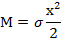 M = σ x²/2